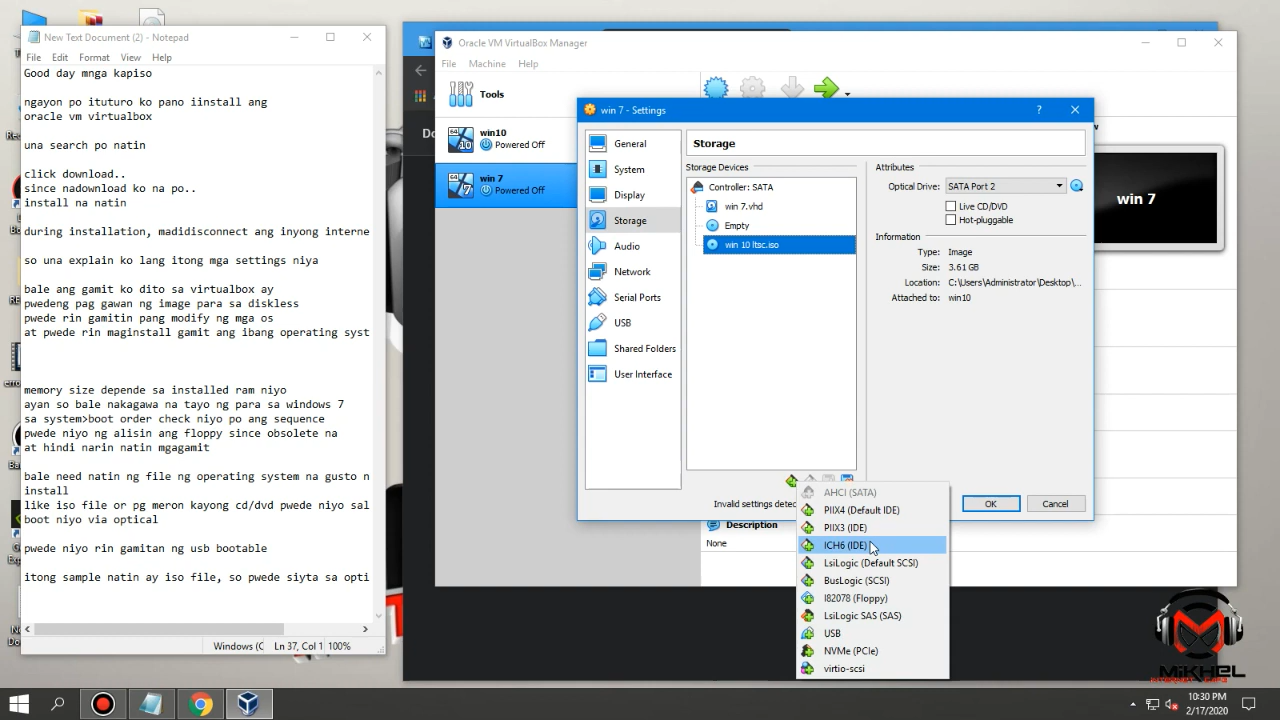 New Text Document (2) - Notepad
File Edit Format View Help
Good day mnga kapiso
ngayon po ituturo ko pano iinstall ang
oracle vm virtualbox
una search po natin
click download..
since nadownload ko na po..
install na natin
during installation, madidisconnect ang inyong interne
so una explain ko lang itong mga settings niya
bale ang gamit ko dito sa virtualbox ay
pwedeng pag gawan ng image para sa diskless
pwede rin gamitin pang modify ng mga os
at pwede rin maginstall gamit ang ibang operating syst
memory size depende sa installed ram niyo
ayan so bale nakagawa na tayo ng para sa windows 7
sa system>boot order check niyo po ang sequence
pwede niyo ng alisin ang floppy since obsolete na
at hindi narin natin mgagamit
bale need natin ng file ng operating system na gusto n
install
like iso file or pg meron kayong cd/dvd pwede niyo sal
boot niyo via optical
pwede niyo rin gamitan ng usb bootable
itong sample natin ay iso file, so pwede siyta sa opti
Windows (C Ln 37, Col 1 100%
Oracle VM VirtualBox Manager
File Machine Help
Tools
win10
Powered Off
win 7
Powered Off
win 7 - Settings
General
System
Display
Storage
Audio
Network
Serial Ports
USB
Shared Folders
User Interface
Storage
Storage Devices
Controller: SATA
win 7.vhd
Empty
win 10 ltsc.iso
Attributes
Optical Drive: SATA Port 2
Live CD/DVD
Hot-pluggable
Information
Type: Image
Size: 3.61 GB
Location: C:\Users\Administrator\Desktop\...
Attached to: win10
Invalid settings detec
OK Cancel
AHCI (SATA)
PIIX4 (Default IDE)
PIIX3 (IDE)
ICH6 (IDE)
LsiLogic (Default SCSI)
BusLogic (SCSI)
I82078 (Floppy)
LsiLogic SAS (SAS)
USB
NVMe (PCIe)
virtio-scsi
Description
None
win 7
MiKHEL
10:30 PM
2/17/2020